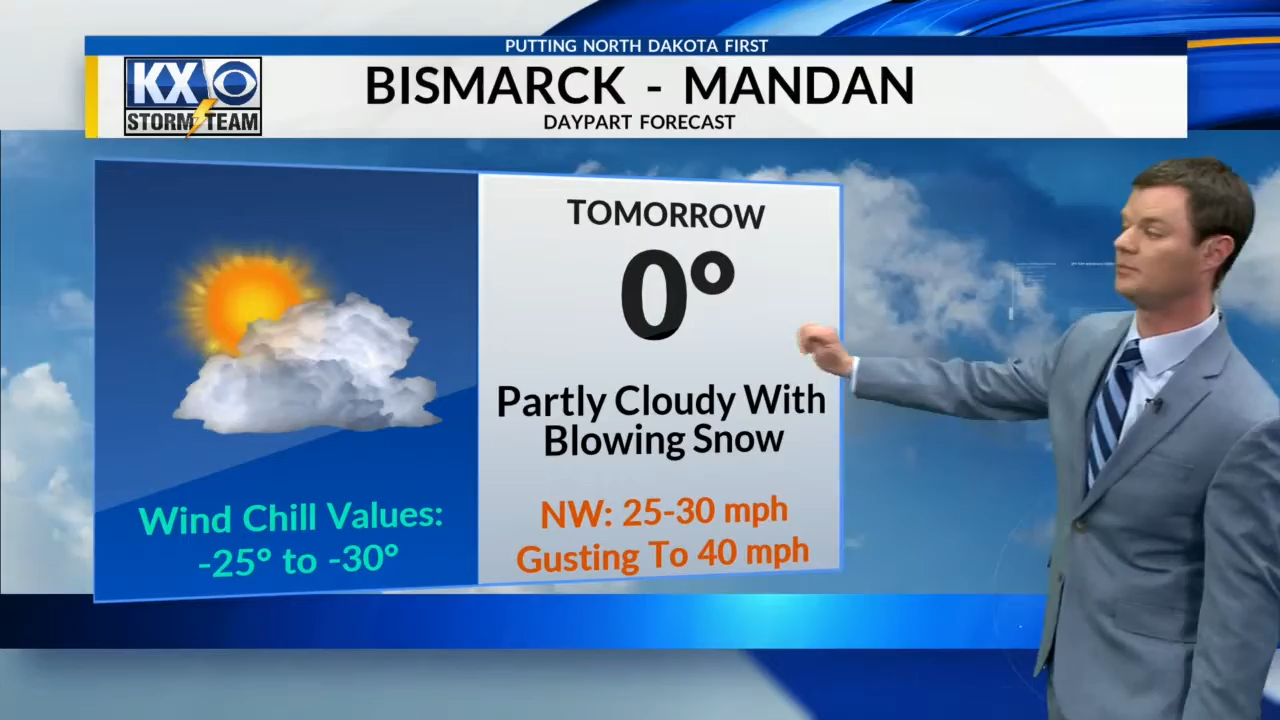 PUTTING NORTH DAKOTA FIRST
KX
STORM TEAM
BISMARCK - MANDAN
DAYPART FORECAST
TOMORROW
0°
Partly Cloudy With
Blowing Snow
NW: 25-30 mph
Gusting To 40 mph
Wind Chill Values:
-25° to -30°